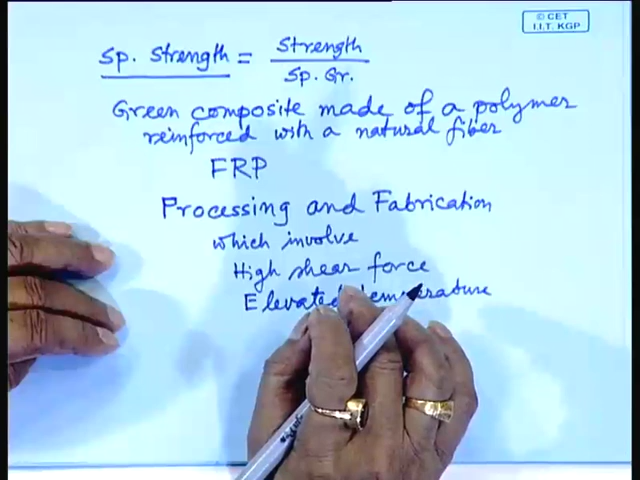 © CET
I.I.T. KGP
Sp. Strength = Strength / Sp. Gr.
Green composite made of a polymer
reinforced with a natural fiber
FRP
Processing and Fabrication
which involve
High shear force
Elevated temperature